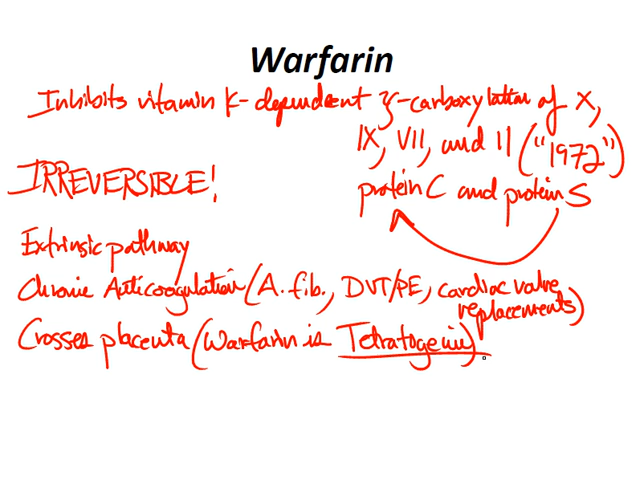 Warfarin
Inhibits vitamin K-dependent γ-carboxylation of X,
IX, VII, and II ("1972")
protein C and protein S
IRREVERSIBLE!
Extrinsic pathway
Chronic Anticoagulation (A. fib., DVT/PE, cardiac valve
replacements)
Crosses placenta (Warfarin is Tetratogenic)